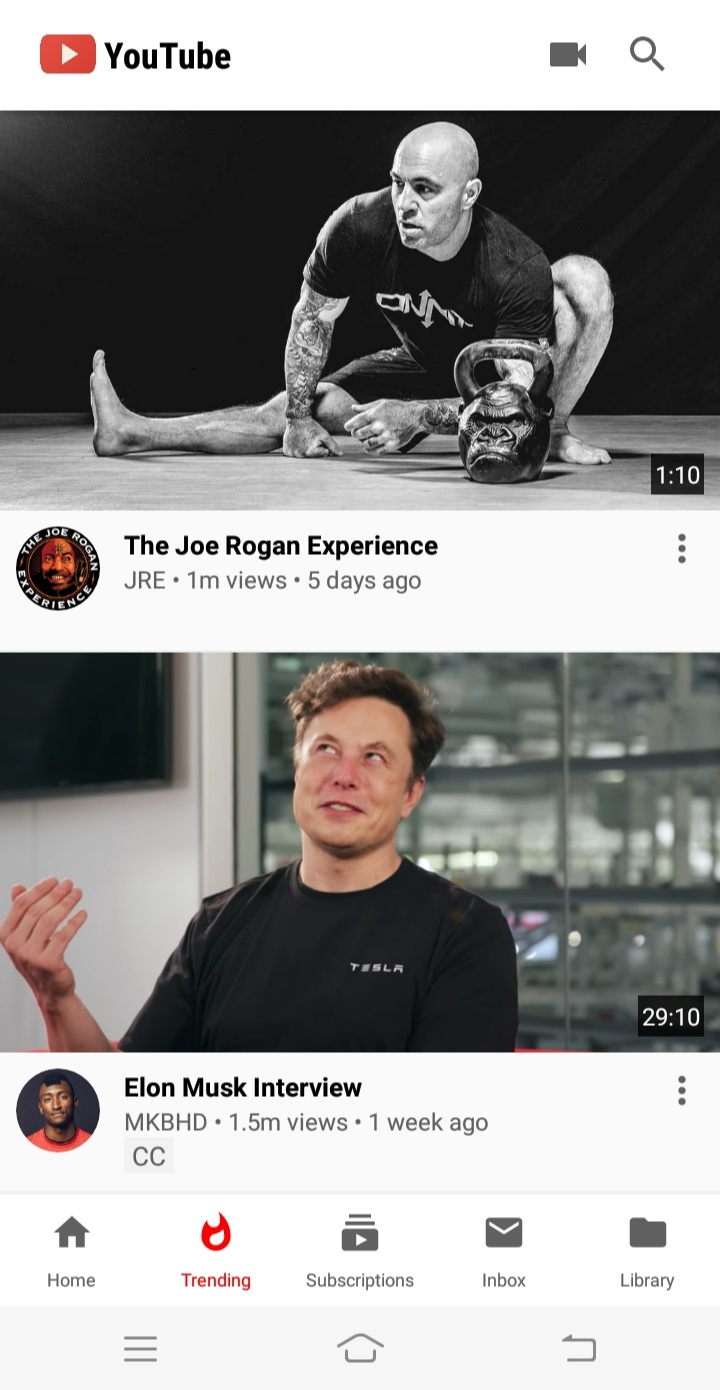 YouTube
ONNIT
1:10
THE JOE ROGAN EXPERIENCE
The Joe Rogan Experience
JRE • 1m views • 5 days ago
TESLA
29:10
Elon Musk Interview
MKBHD • 1.5m views • 1 week ago
CC
Home
Trending
Subscriptions
Inbox
Library